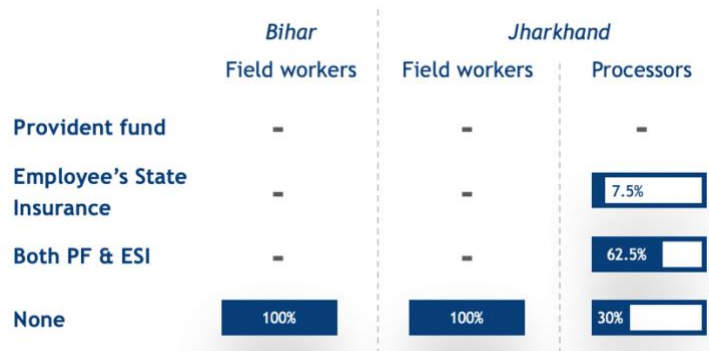 Bihar Jharkhand
Field workers Field workers Processors
Provident fund - - -
Employee's State
Insurance - - 7.5%
Both PF & ESI - - 62.5%
None 100% 100% 30%